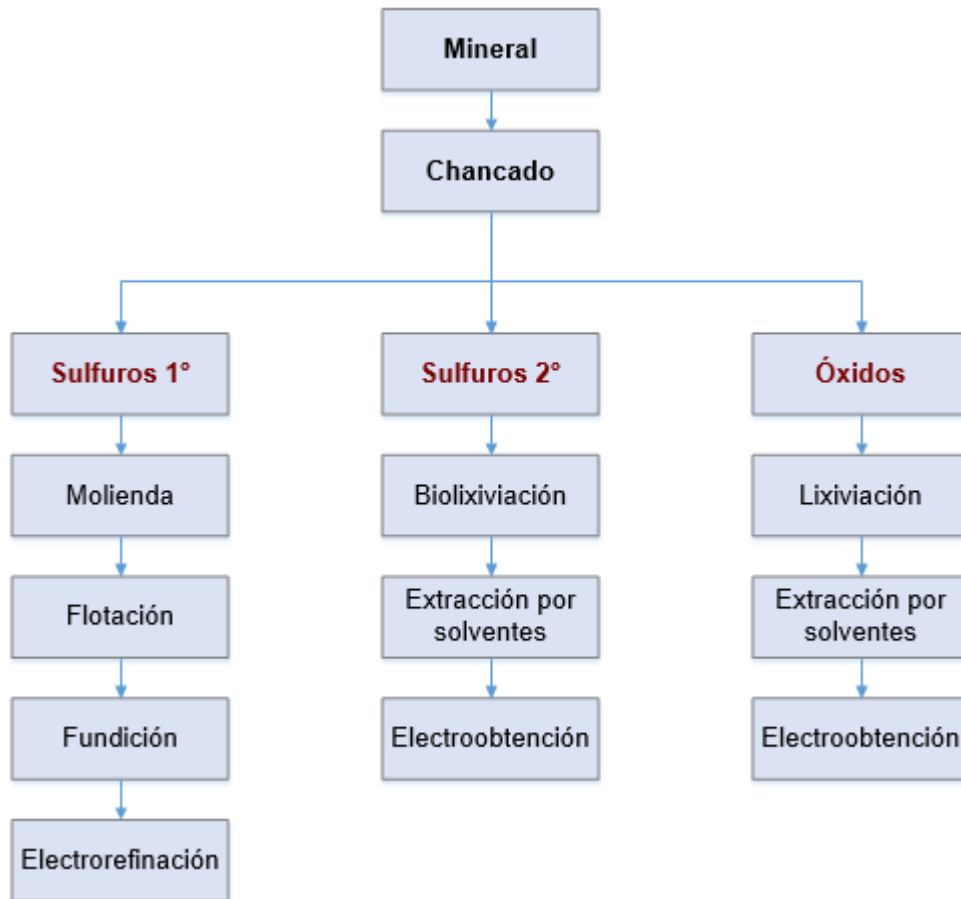 Mineral
Chancado
Sulfuros 1°
Sulfuros 2°
Óxidos
Molienda
Biolixiviación
Lixiviación
Flotación
Extracción por
solventes
Extracción por
solventes
Fundición
Electroobtención
Electroobtención
Electrorefinación